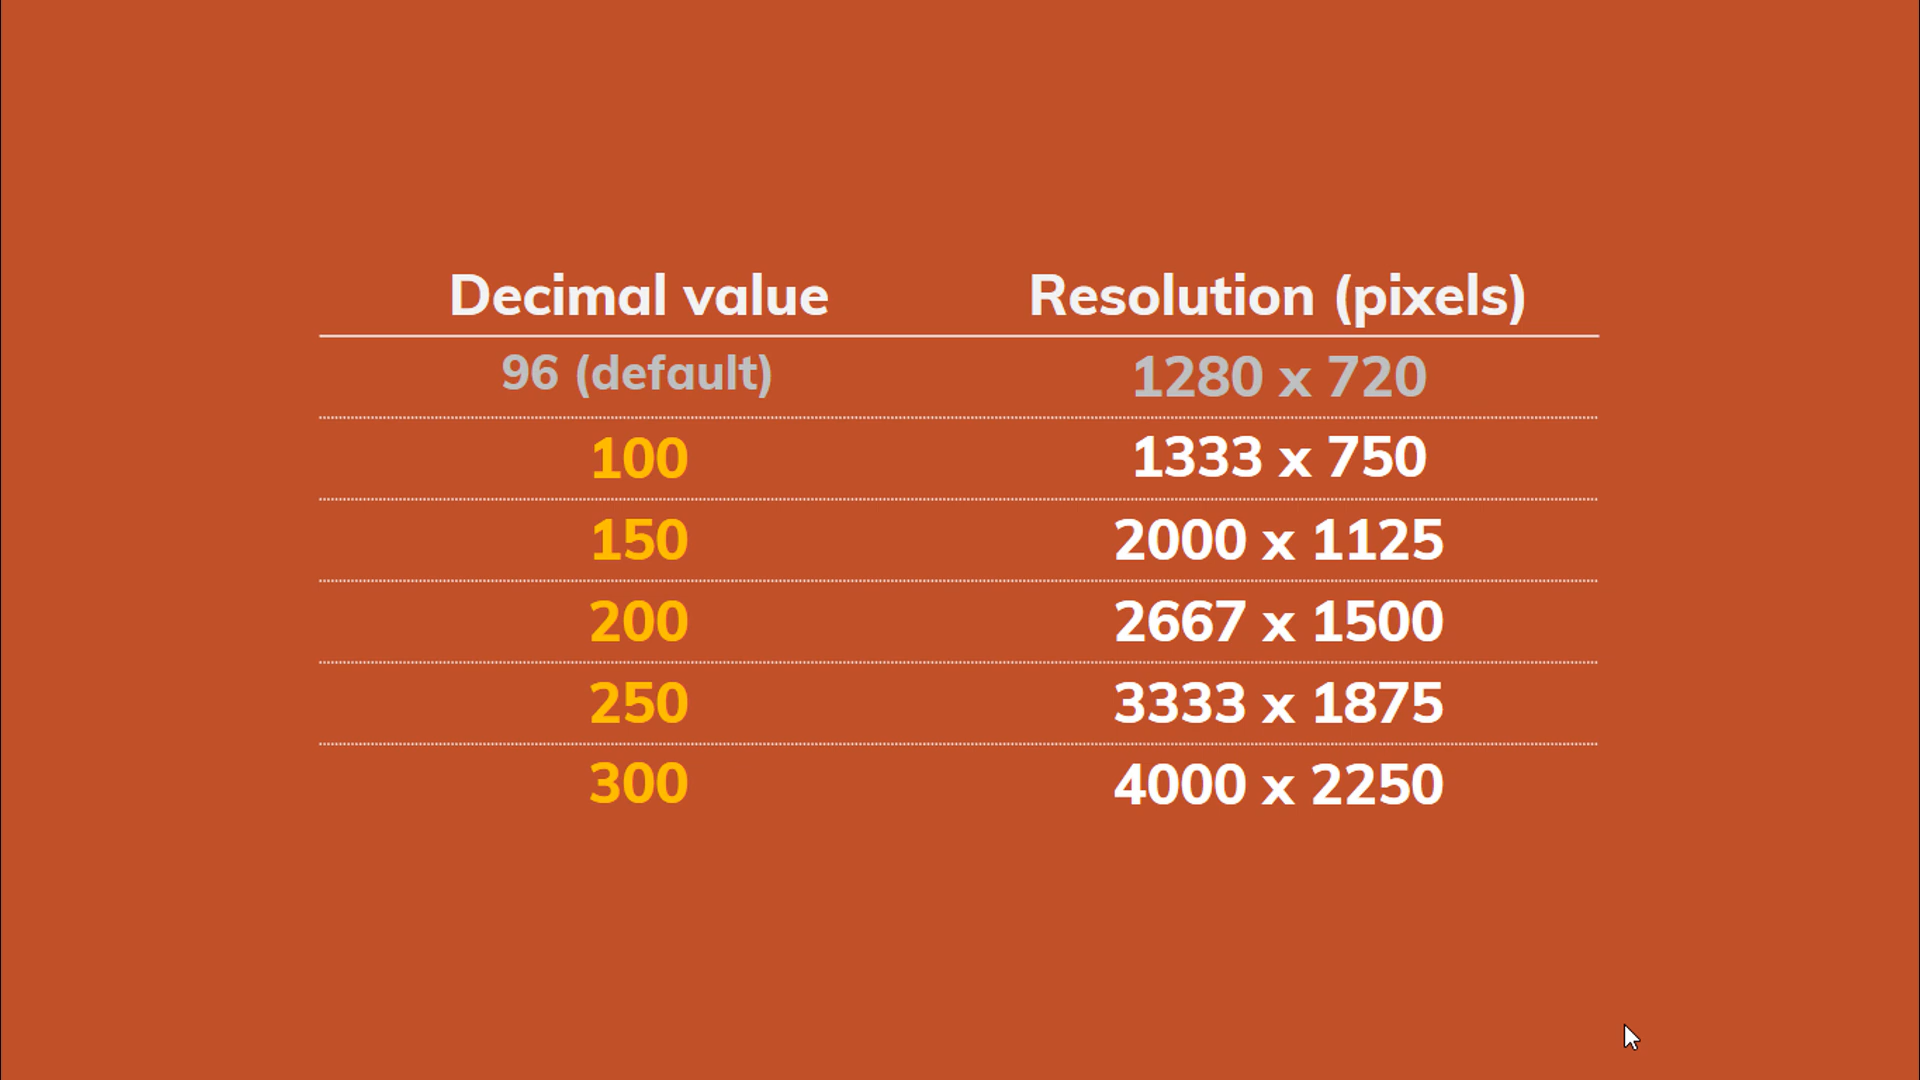 Decimal value Resolution (pixels)
96 (default) 1280 x 720
100 1333 x 750
150 2000 x 1125
200 2667 x 1500
250 3333 x 1875
300 4000 x 2250